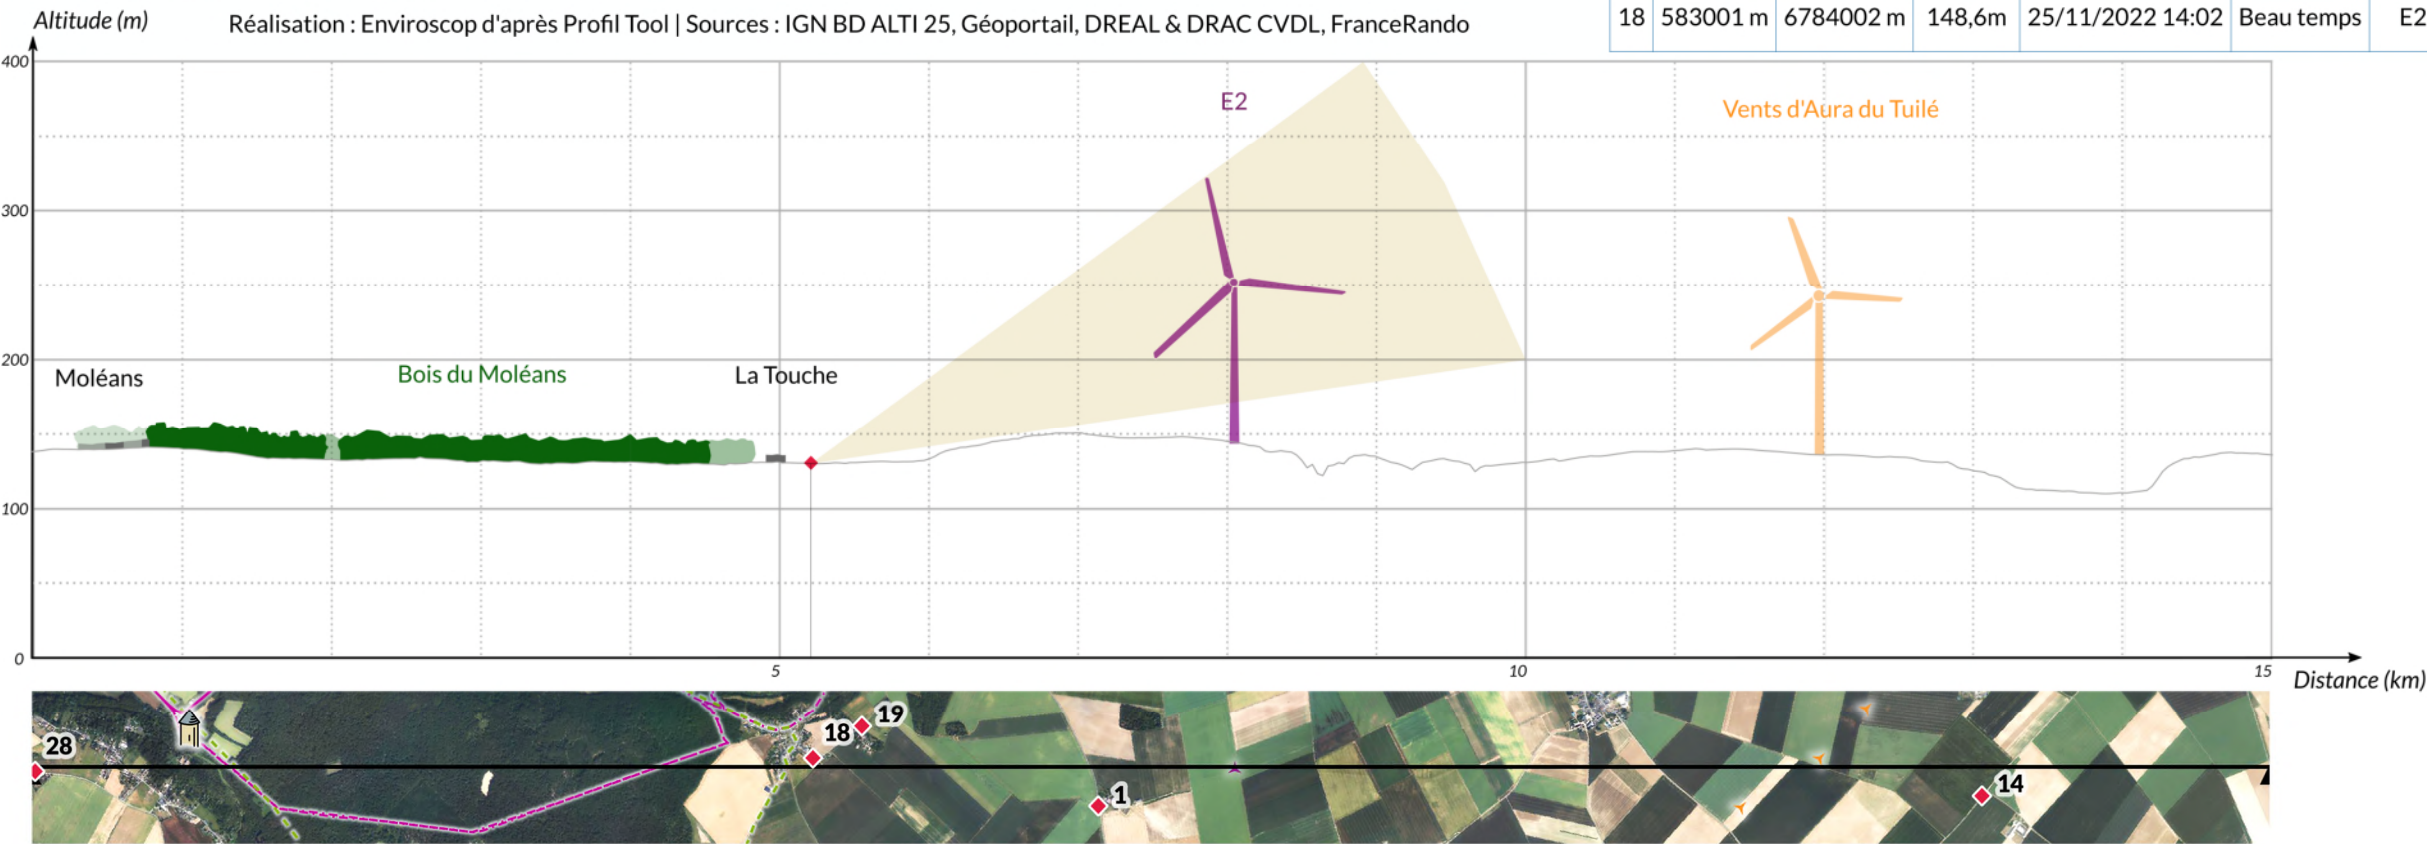 Altitude (m)
Réalisation : Enviroscop d'après Profil Tool | Sources : IGN BD ALTI 25, Géoportail, DREAL & DRAC CVDL, FranceRando
18 583001 m 6784002 m 148,6m 25/11/2022 14:02 Beau temps E2
400
E2
Vents d'Aura du Tuilé
300
200
Moléans
Bois du Moléans
La Touche
100
0
5
10
15
Distance (km)
28
18
19
1
14